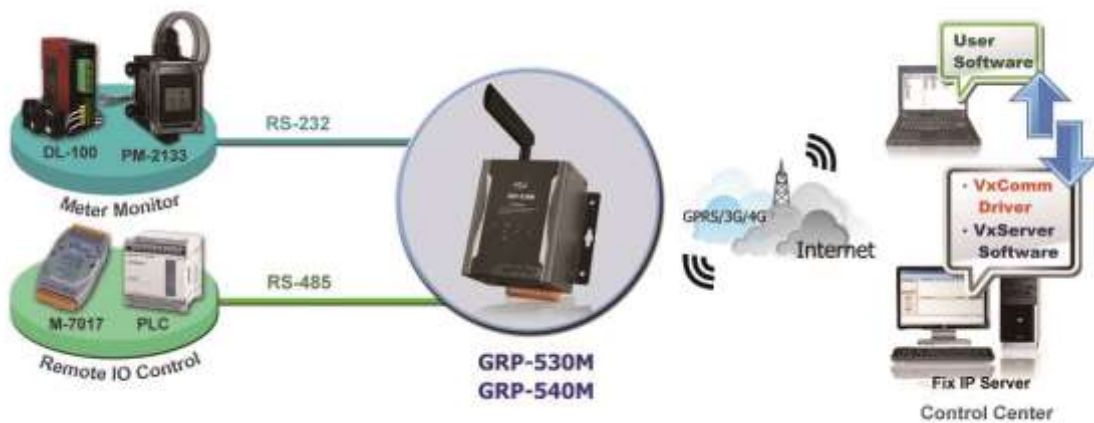 DL-100
PM-2133
Meter Monitor
RS-232
M-7017
PLC
Remote IO Control
RS-485
GRP-530M
GRP-540M
GPRS/3G/4G
Internet
User
Software
· VxComm
Driver
· VxServer
Software
Fix IP Server
Control Center